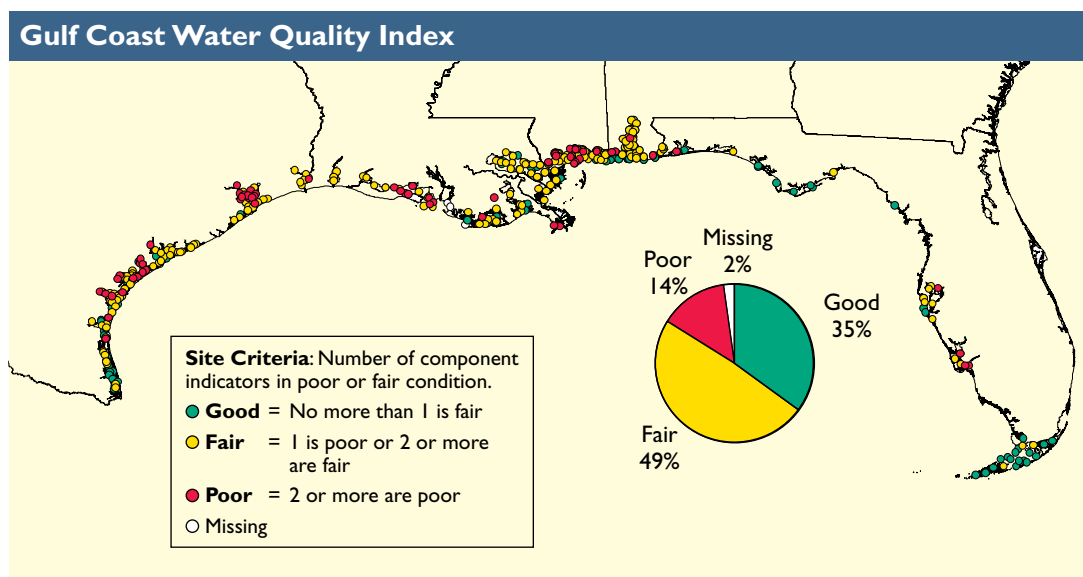 Gulf Coast Water Quality Index
Missing
2%
Poor
14%
Good
35%
Fair
49%
Site Criteria: Number of component
indicators in poor or fair condition.
Good = No more than 1 is fair
Fair = 1 is poor or 2 or more
are fair
Poor = 2 or more are poor
Missing